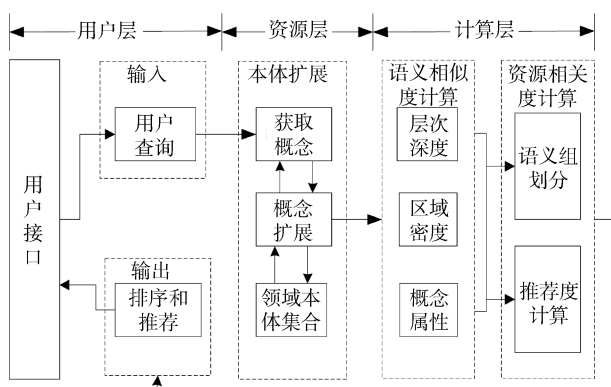 用户层
资源层
计算层
用
户
接
口
输入
用户
查询
输出
排序和
推荐
本体扩展
获取
概念
概念
扩展
领域本
体集合
语义相似
度计算
层次
深度
区域
密度
概念
属性
资源相关
度计算
语义组
划分
推荐度
计算